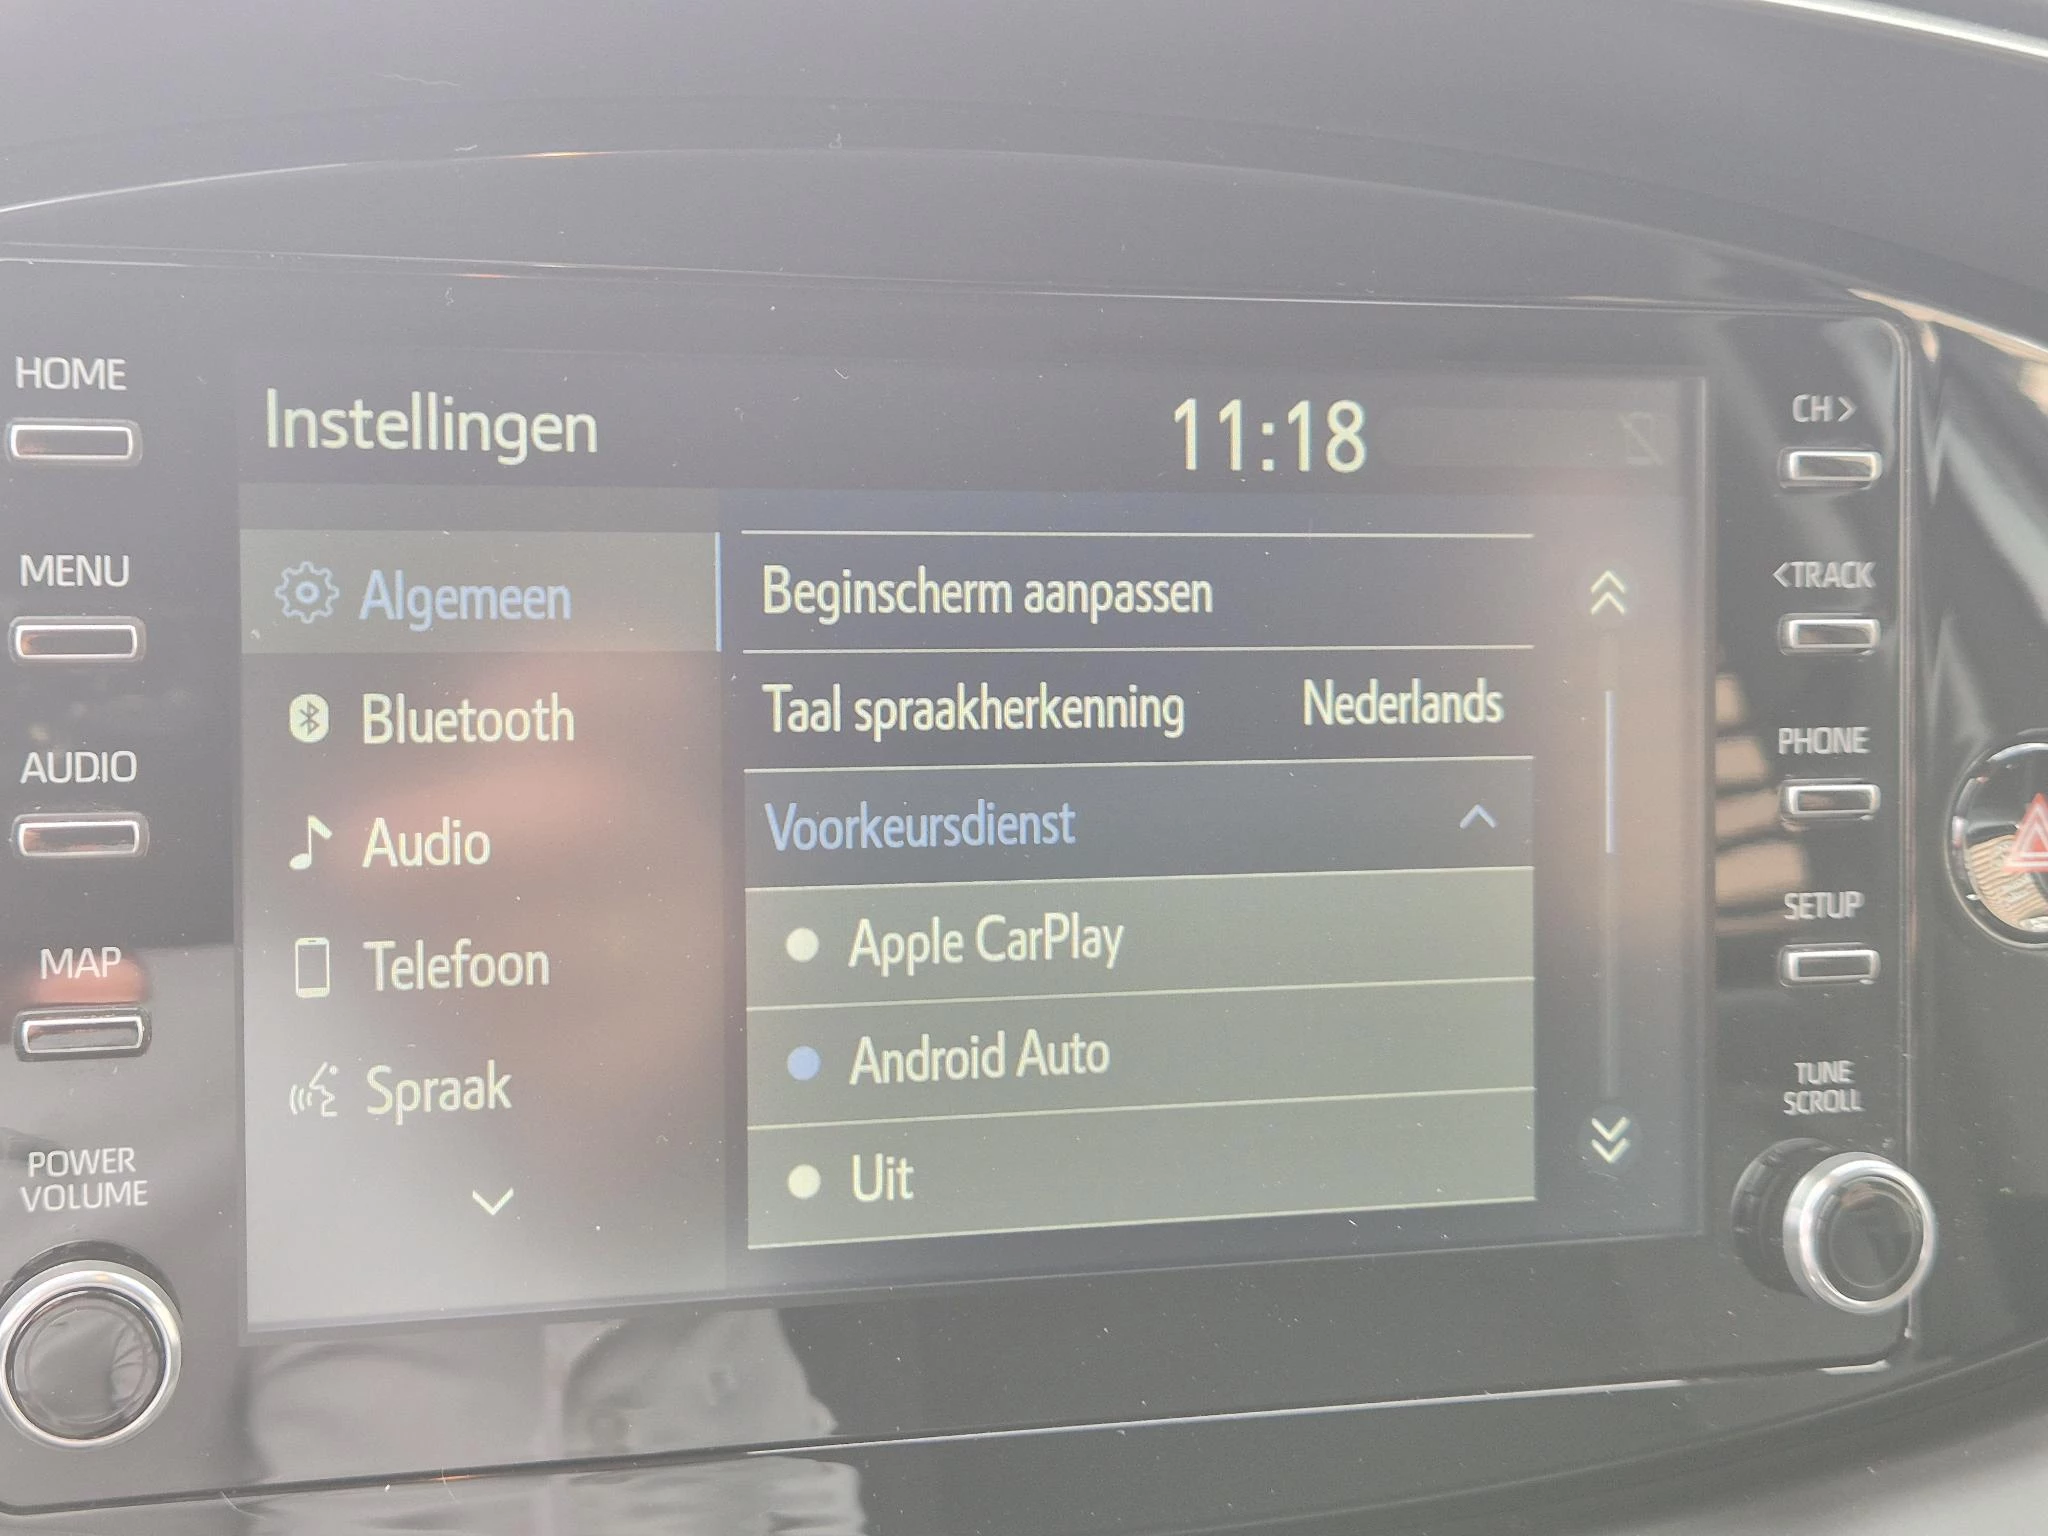 HOME
MENU
AUDIO
MAP
POWER
VOLUME
Instellingen
11:18
Algemeen
Bluetooth
Audio
Telefoon
Spraak
Beginscherm aanpassen
Taal spraakherkenning Nederlands
Voorkeursdienst
Apple CarPlay
Android Auto
Uit
CH>
<TRACK
PHONE
SETUP
TUNE
SCROLL